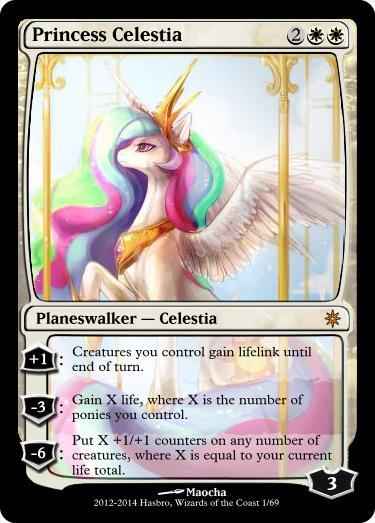 Princess Celestia 2
Planeswalker — Celestia
+1: Creatures you control gain lifelink until
end of turn.
-3: Gain X life, where X is the number of
ponies you control.
-6: Put X +1/+1 counters on any number of
creatures, where X is equal to your current
life total.
3
Maocha
2012-2014 Hasbro, Wizards of the Coast 1/69